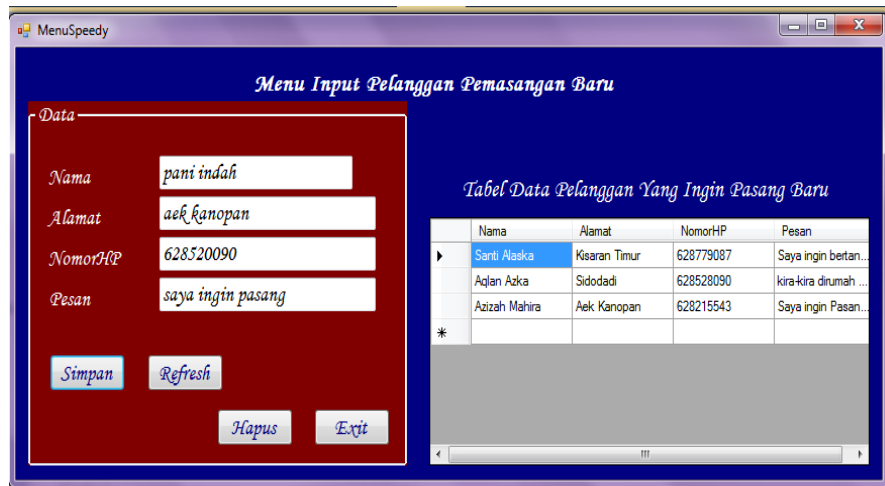 MenuSpeedy
Menu Input Pelanggan Pemasangan Baru
Data
Nama pani indah
Alamat aek kanopan
NomorHP 628520090
Pesan saya ingin pasang
Simpan Refresh
Hapus Exit
Tabel Data Pelanggan Yang Ingin Pasang Baru
Nama Alamat NomorHP Pesan
Santi Alaska Kisaran Timur 628779087 Saya ingin bertan...
Aqlan Azka Sidodadi 628528090 kira-kira dirumah ...
Azizah Mahira Aek Kanopan 628215543 Saya ingin Pasan...